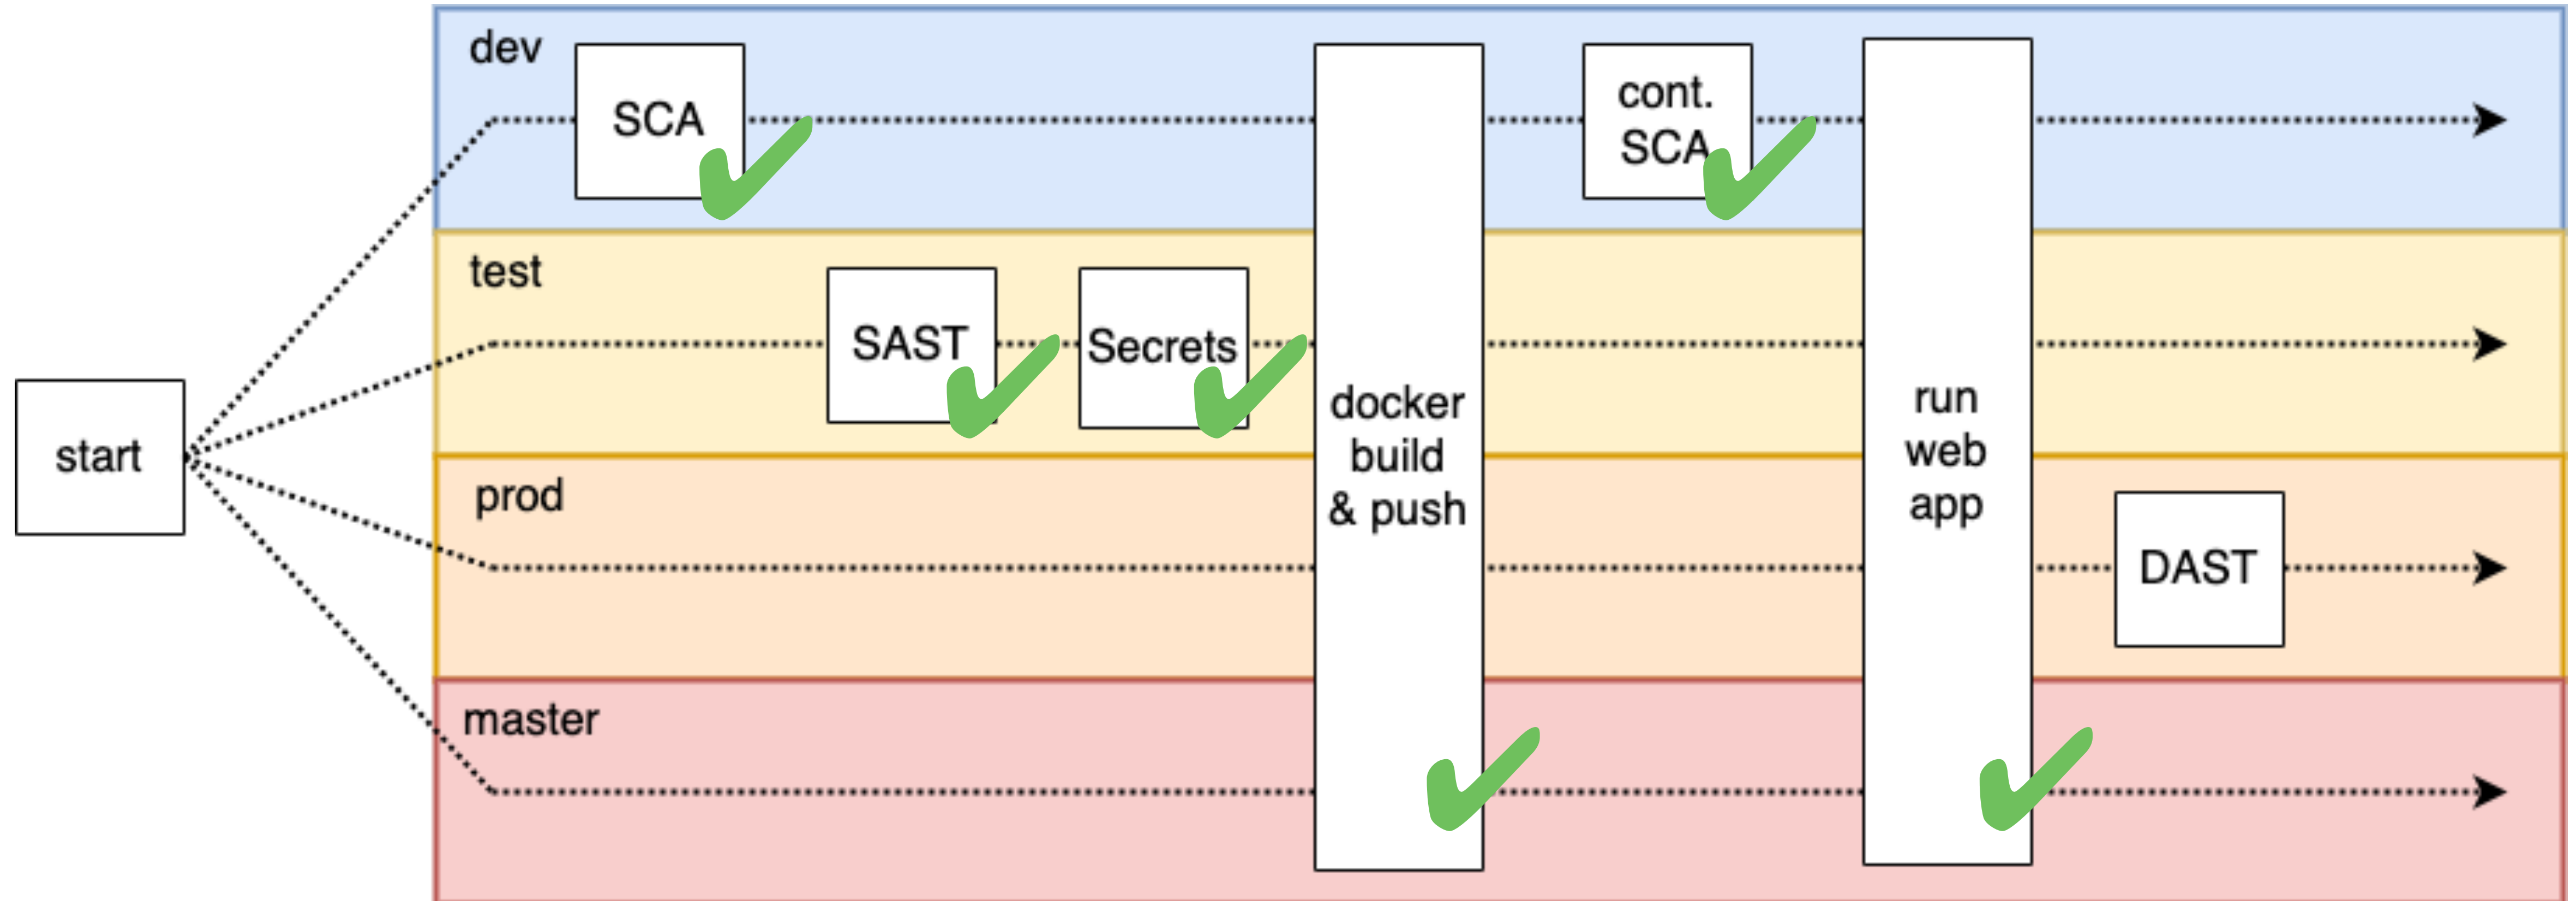 dev
SCA
cont.
SCA
test
SAST
Secrets
start
docker
build
& push
run
web
app
prod
DAST
master